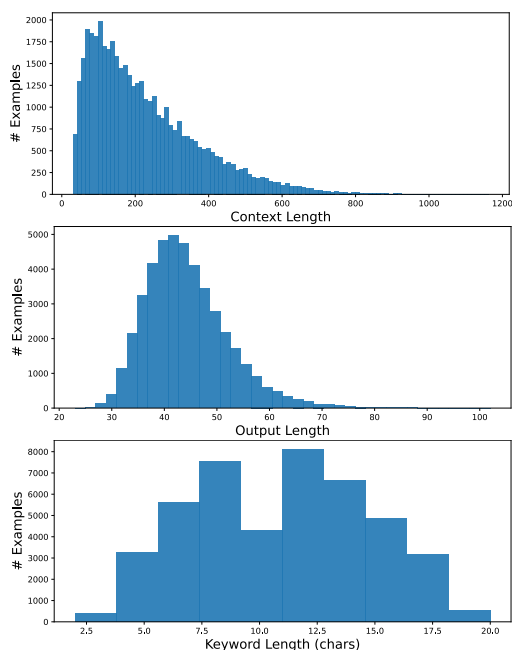 # Examples
2000
1750
1500
1250
1000
750
500
250
0
0 200 400 600 800 1000 1200
Context Length
# Examples
5000
4000
3000
2000
1000
0
20 30 40 50 60 70 80 90 100
Output Length
# Examples
8000
7000
6000
5000
4000
3000
2000
1000
0
2.5 5.0 7.5 10.0 12.5 15.0 17.5 20.0
Keyword Length (chars)